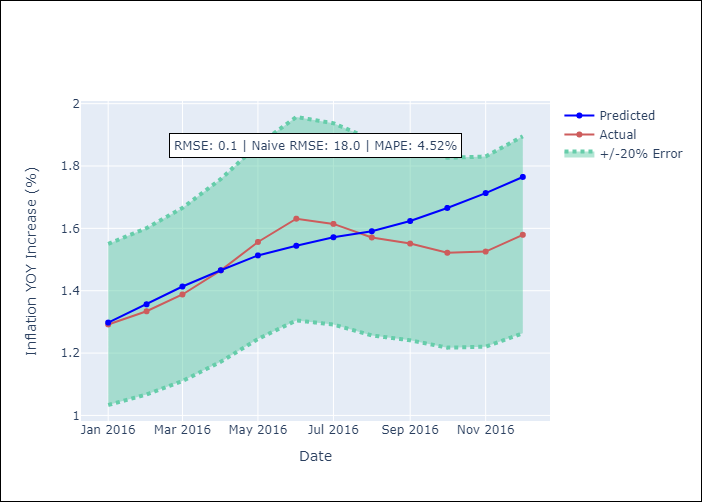 2
1.8
1.6
1.4
1.2
1
Inflation YOY Increase (%)
RMSE: 0.1 | Naive RMSE: 18.0 | MAPE: 4.52%
Jan 2016 Mar 2016 May 2016 Jul 2016 Sep 2016 Nov 2016
Date
Predicted
Actual
+/-20% Error